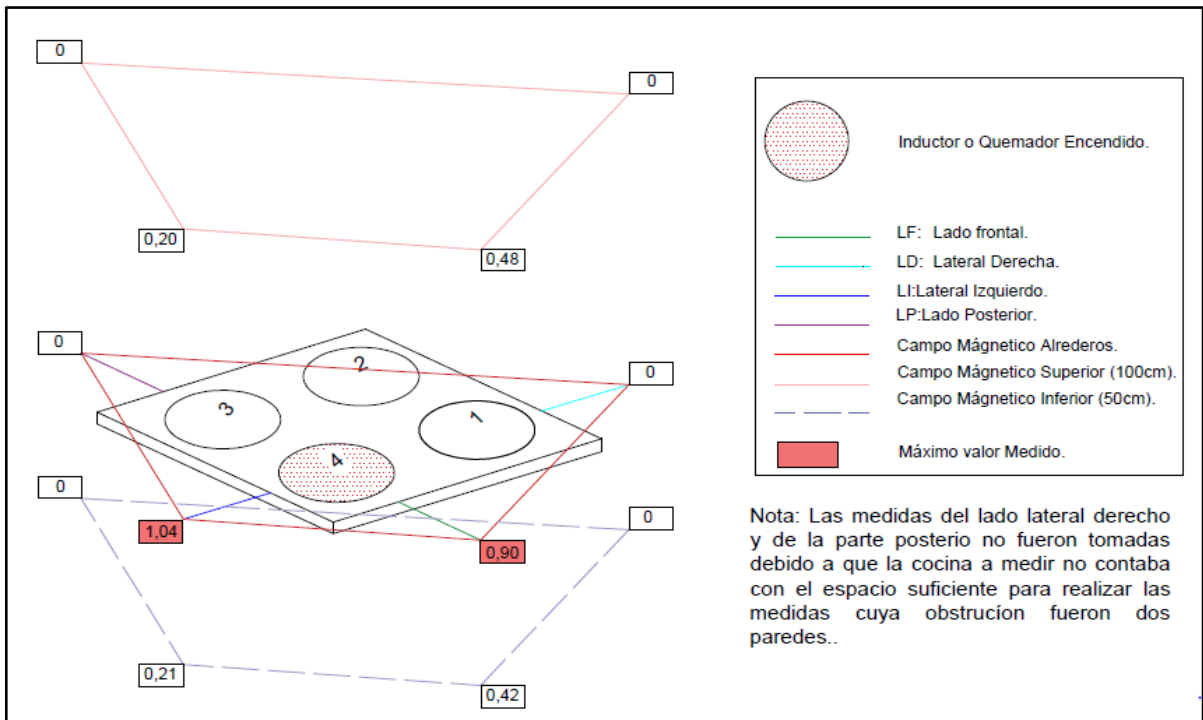 0
0
0,20
0,48
0
0
2
3
1
4
0
0
1,04
0,90
0,21
0,42
Inductor o Quemador Encendido.
LF: Lado frontal.
LD: Lateral Derecha.
LI:Lateral Izquierdo.
LP:Lado Posterior.
Campo Mágnetico Alrederos.
Campo Mágnetico Superior (100cm).
Campo Mágnetico Inferior (50cm).
Máximo valor Medido.
Nota: Las medidas del lado lateral derecho
y de la parte posterio no fueron tomadas
debido a que la cocina a medir no contaba
con el espacio suficiente para realizar las
medidas cuya obstrucíon fueron dos
paredes..